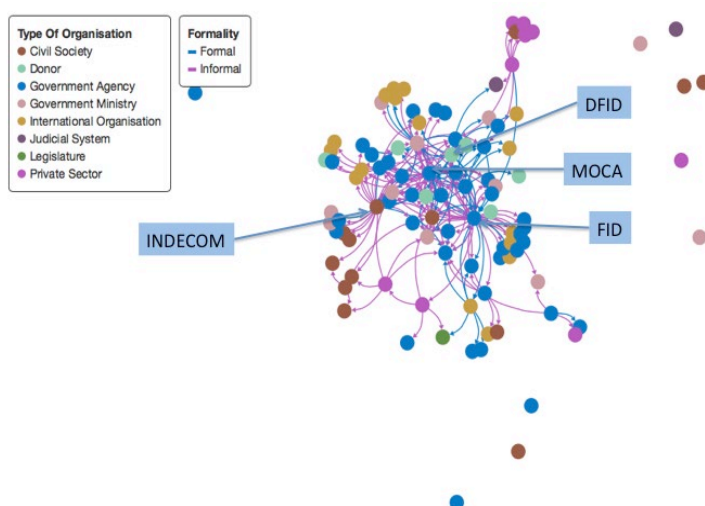 Type Of Organisation
Civil Society
Donor
Government Agency
Government Ministry
International Organisation
Judicial System
Legislature
Private Sector
Formality
Formal
Informal
DFID
MOCA
FID
INDECOM